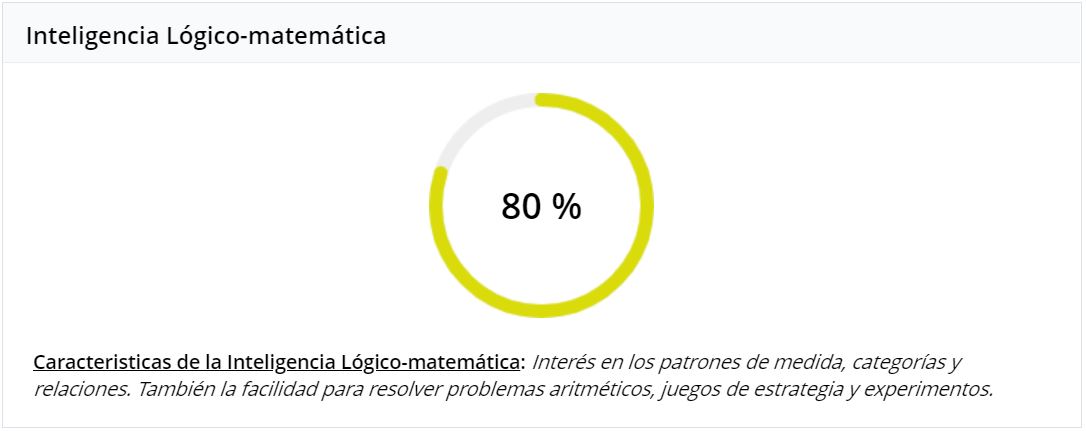 Inteligencia Lógico-matemática
80 %
Caracteristicas de la Inteligencia Lógico-matemática: Interés en los patrones de medida, categorías y
relaciones. También la facilidad para resolver problemas aritméticos, juegos de estrategia y experimentos.